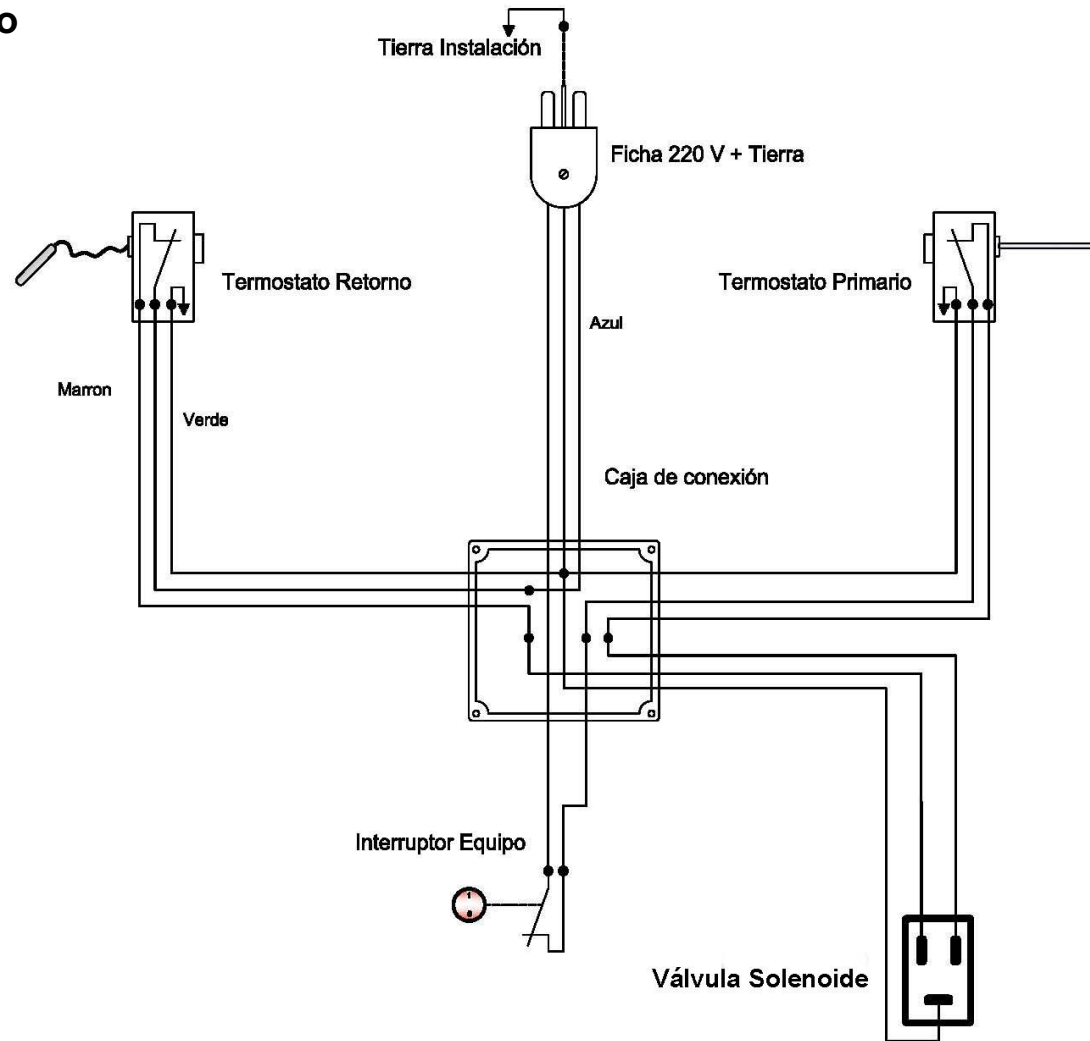 o
Tierra Instalación
Ficha 220 V + Tierra
Termostato Retorno
Termostato Primario
Azul
Marron
Verde
Caja de conexión
Interruptor Equipo
1
Válvula Solenoide